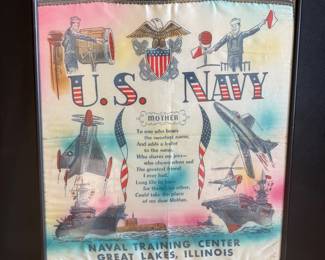 U.S. NAVY
MOTHER
To one who bears
the sweetest name,
And adds a luster
to the same,
Who shares my joys—
who cheers when sad
The greatest friend
I ever had,
Long life to her—
for there's no other,
Could take the place
of my dear Mother.
NAVAL TRAINING CENTER
GREAT LAKES, ILLINOIS